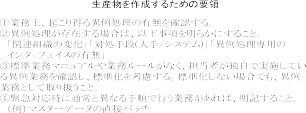 生産物を作成するための要領
①業務上、起こり得る異例処理の有無を確認する。
②異例処理が存在する場合は、以下事項を明らかにすること。
「関連組織の変化」「対処手段(人手/システム)」「異例処理専用の
インターフェイスの有無」
③標準業務マニュアルや業務ルールがなく、担当者が独自で実施してい
る異例業務を確認し、標準化を考慮する。標準化しない場合でも、異例
業務として取り扱うこと。
④緊急対応時に通常と異なる手順で行う業務があれば、明記すること。
(例)マスターデータの直接パッチ